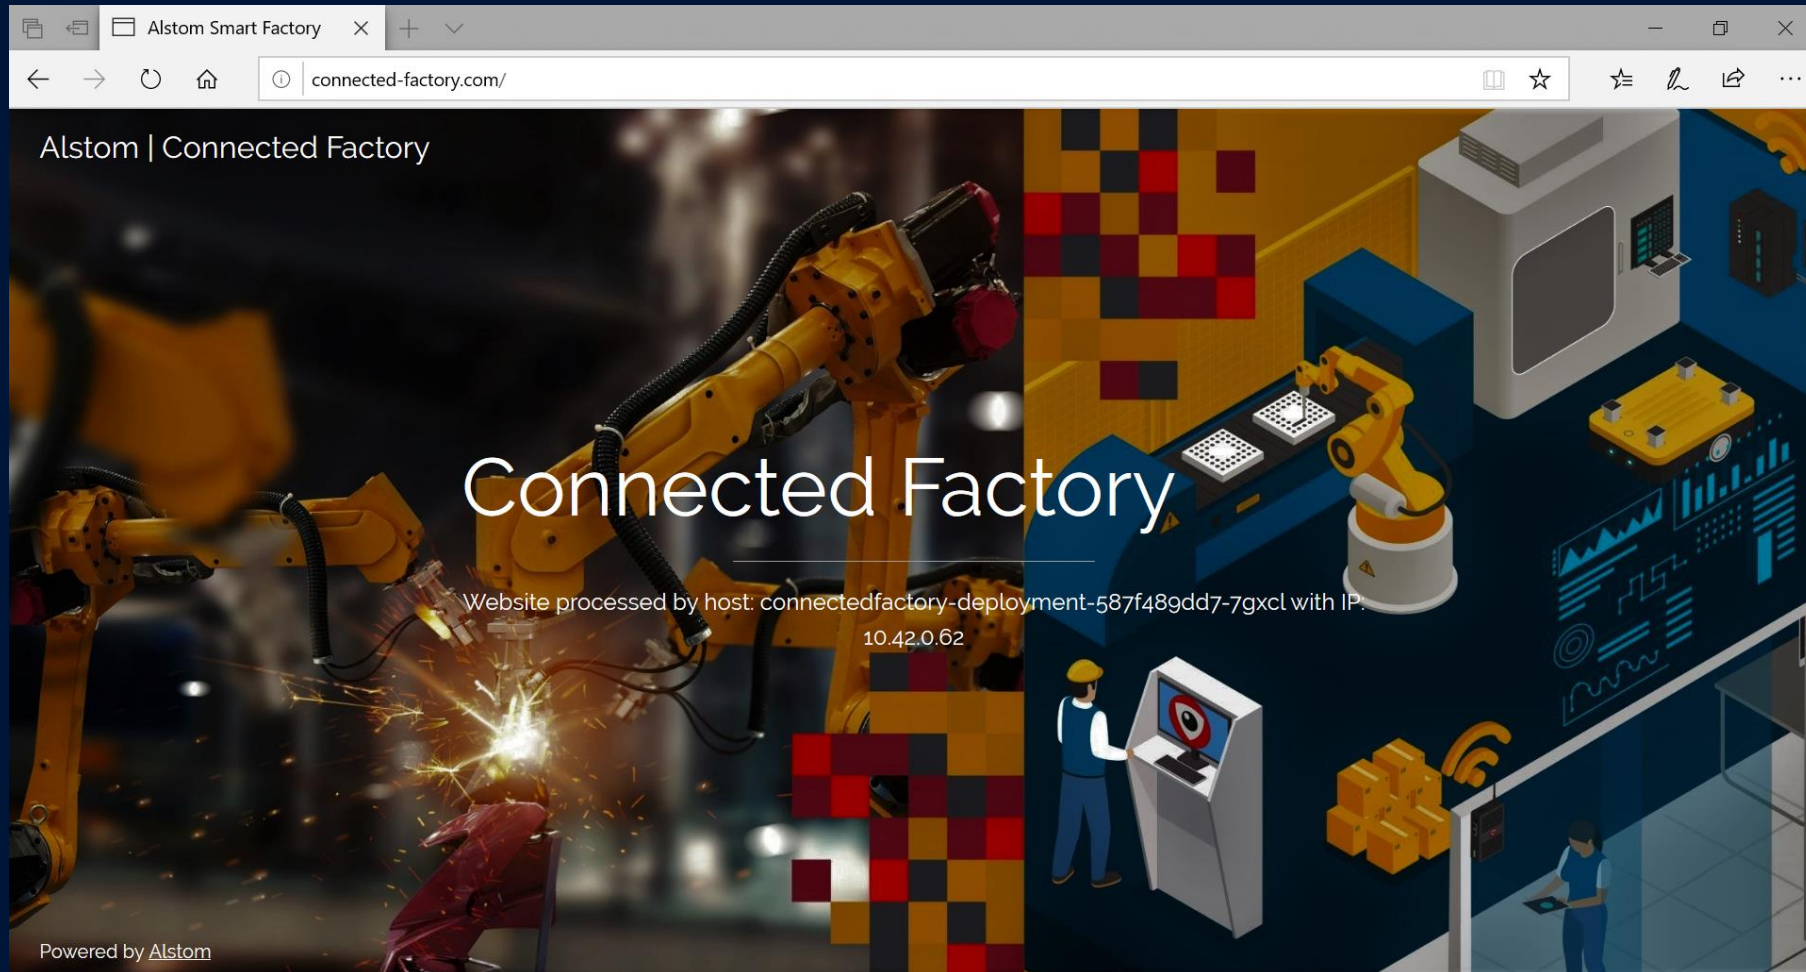 Alstom Smart Factory
connected-factory.com/
Alstom | Connected Factory
Connected Factory
Website processed by host: connectedfactory-deployment-587f489dd7-7gxcl with IP:
10.42.0.62
Powered by Alstom